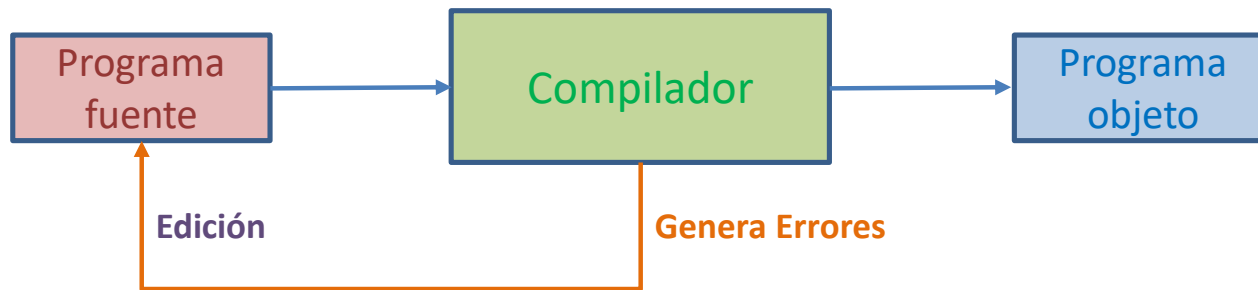 Programa
fuente
Compilador
Programa
objeto
Edición
Genera Errores